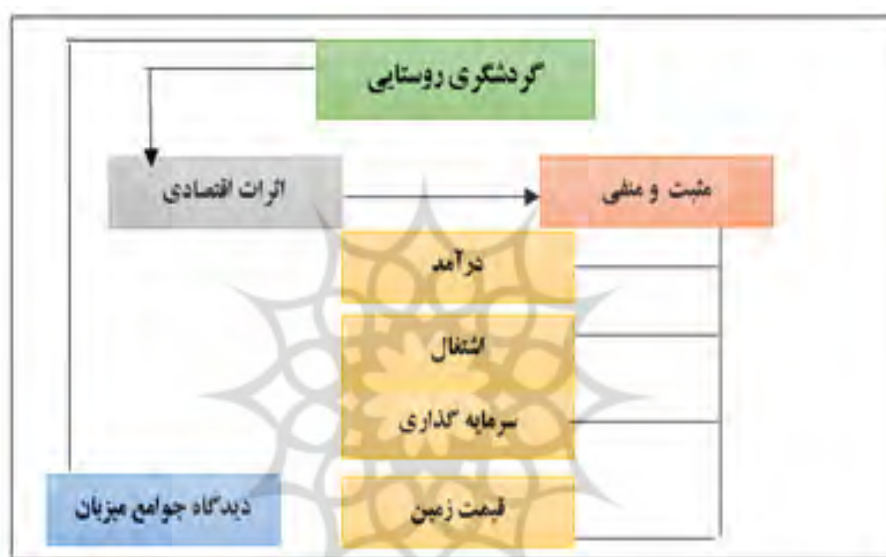 گردشگری روستایی
اثرات اقتصادی
مثبت و منفی
درآمد
اشتغال
سرمایه گذاری
قیمت زمین
دیدگاه جوامع میزبان